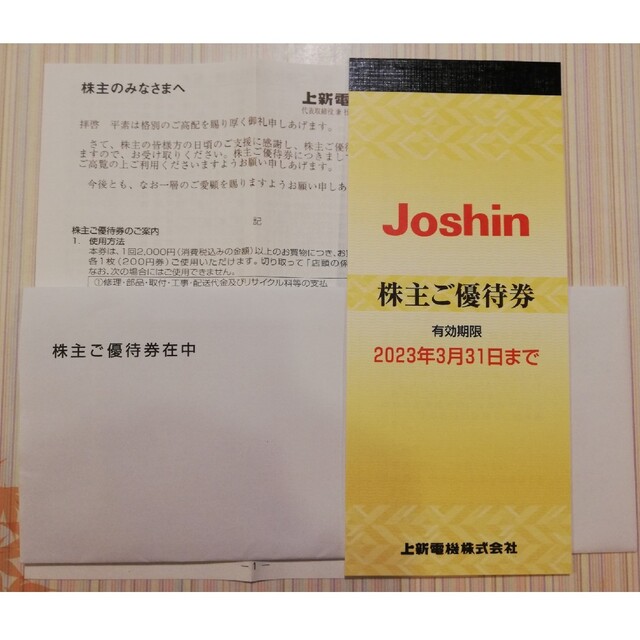 株主のみなさまへ
上新電
代表取締役兼
拝啓　平素は格別のご高配を賜り厚く御礼申しあげます。
さて、株主の皆様方の日頃のご支援に感謝し、株主ご優待
ますので、お受け取りください。株主ご優待券につきまして
ご高覧の上ご利用くださいますようお願い申しあげます。
今後とも、なお一層のご愛顧を賜りますようお願い申しあ
記
株主ご優待券のご案内
1. 使用方法
本券は、1回2,000円(消費税込みの金額)以上のお買物につき、お買
各1枚(200円券)ご使用いただけます。切り取って「店頭の保
なお、次の場合にはご使用できません。
①修理・部品・取付・工事・配送代金及びリサイクル料等の支払
株主ご優待券在中
Joshin
株主ご優待券
有効期限
2023年3月31日まで
上新電機株式会社